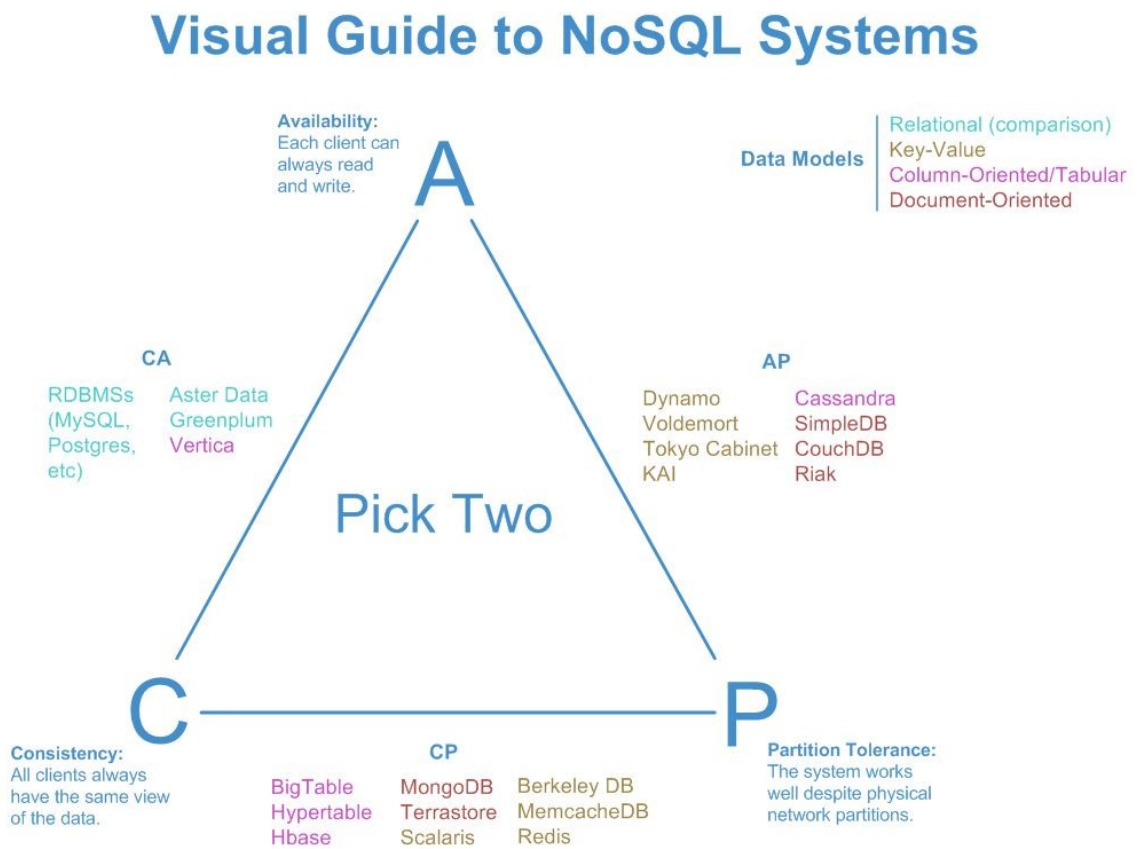 Visual Guide to NoSQL Systems
Availability:
Each client can
always read
and write.
A
Data Models
Relational (comparison)
Key-Value
Column-Oriented/Tabular
Document-Oriented
CA
RDBMSs
(MySQL,
Postgres,
etc)
Aster Data
Greenplum
Vertica
AP
Dynamo
Voldemort
Tokyo Cabinet
KAI
Cassandra
SimpleDB
CouchDB
Riak
Pick Two
C
Consistency:
All clients always
have the same view
of the data.
CP
BigTable
Hypertable
Hbase
MongoDB
Terrastore
Scalaris
Berkeley DB
MemcacheDB
Redis
P
Partition Tolerance:
The system works
well despite physical
network partitions.